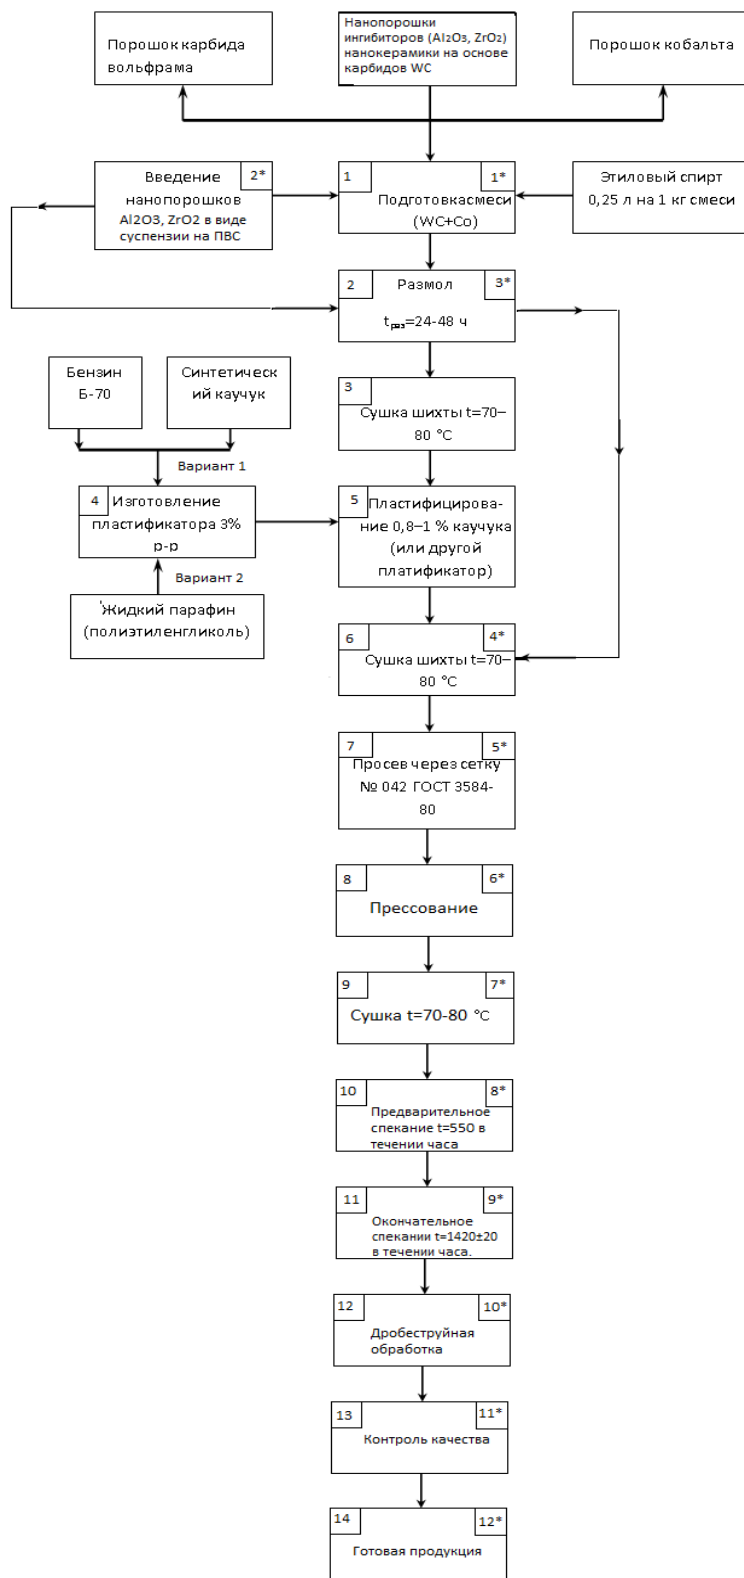 Порошок карбида
вольфрама
Нанопорошки
ингибиторов (Al₂O₃, ZrO₂)
нанокерамики на основе
карбидов WC
Порошок кобальта
Введение
2*
нанопорошков
Al2O3, ZrO2 в виде
суспензии на ПВС
1
1*
Подготовкасмеси
(WC+Co)
Этиловый спирт
0,25 л на 1 кг смеси
2
Размол
3*
tраз=24-48 ч
Бензин
Б-70
Синтетическ
ий каучук
3
Сушка шихты t=70–
80 °C
Вариант 1
4
Изготовление
пластификатора 3%
р-р
5
Пластифицирова-
ние 0,8–1 % каучука
(или другой
платификатор)
Вариант 2
Жидкий парафин
(полиэтиленгликоль)
6
4*
Сушка шихты t=70–
80 °C
7
5*
Просев через сетку
№ 042 ГОСТ 3584-
80
8
6*
Прессование
9
7*
Сушка t=70-80 °C
10
8*
Предварительное
спекание t=550 в
течении часа
11
9*
Окончательное
спекании t=1420±20
в течении часа.
12
10*
Дробеструйная
обработка
13
11*
Контроль качества
14
12*
Готовая продукция